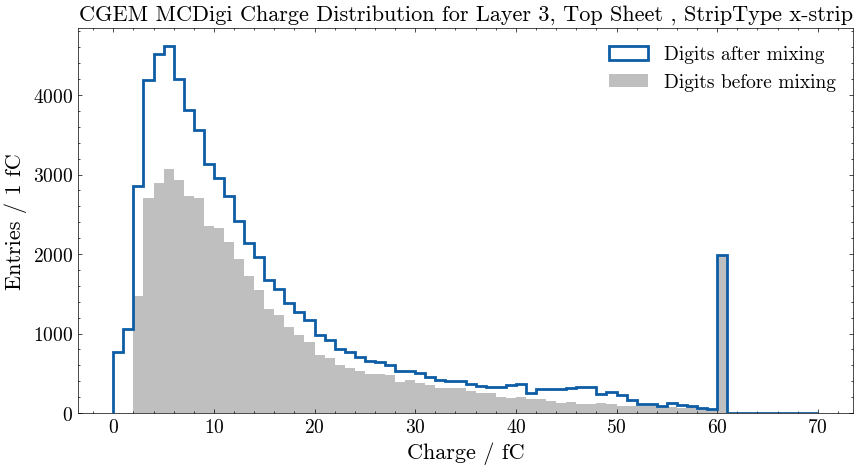 CGEM MCDigi Charge Distribution for Layer 3, Top Sheet , StripType x-strip
Digits after mixing
Digits before mixing
Entries / 1 fC
4000
3000
2000
1000
0
0 10 20 30 40 50 60 70
Charge / fC